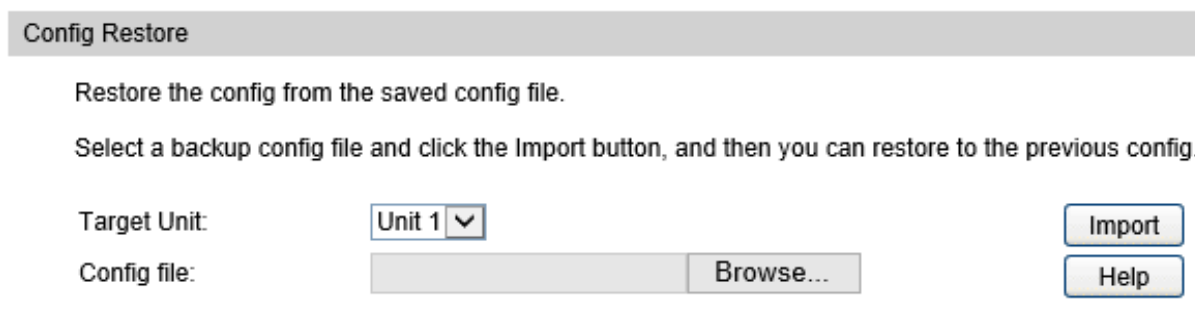 Config Restore
Restore the config from the saved config file.
Select a backup config file and click the Import button, and then you can restore to the previous config.
Target Unit: Unit 1 Import
Config file: Browse... Help